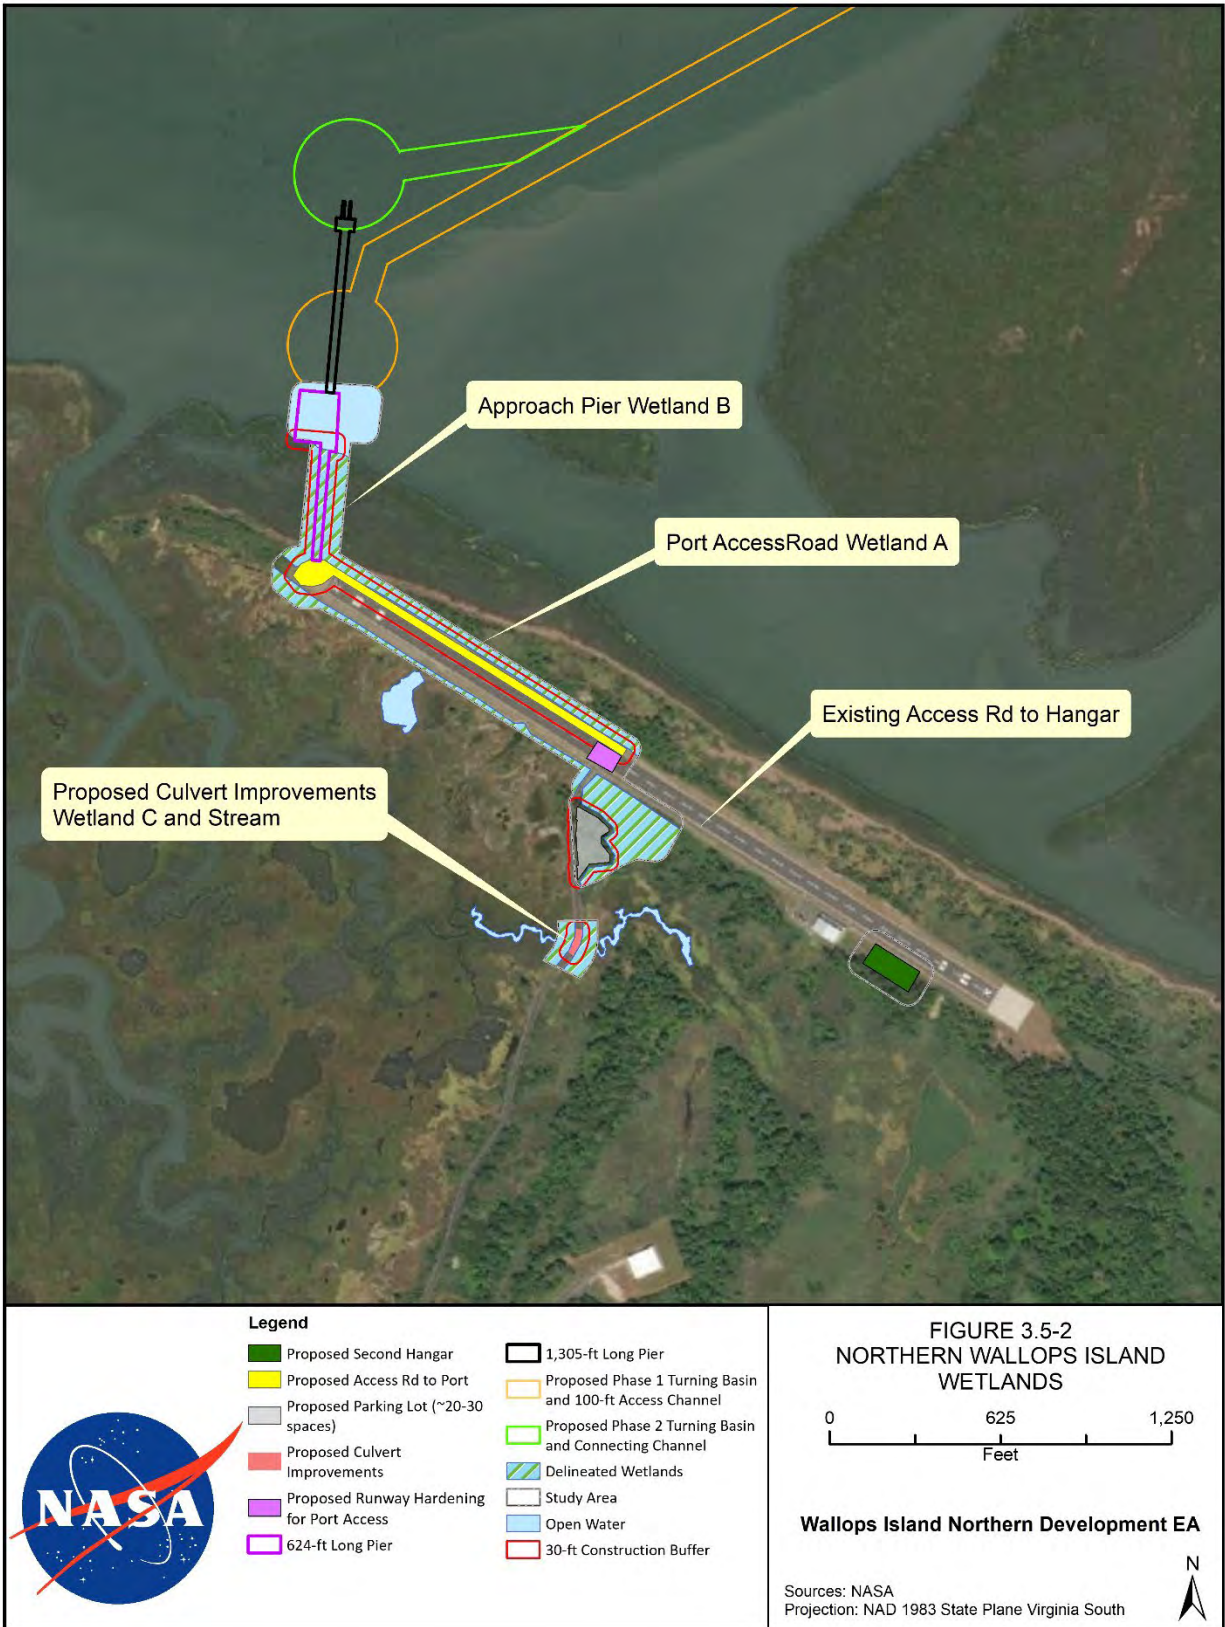 Approach Pier Wetland B
Port AccessRoad Wetland A
Existing Access Rd to Hangar
Proposed Culvert Improvements
Wetland C and Stream
Legend
Proposed Second Hangar
Proposed Access Rd to Port
Proposed Parking Lot (~20-30
spaces)
Proposed Culvert
Improvements
Proposed Runway Hardening
for Port Access
624-ft Long Pier
1,305-ft Long Pier
Proposed Phase 1 Turning Basin
and 100-ft Access Channel
Proposed Phase 2 Turning Basin
and Connecting Channel
Delineated Wetlands
Study Area
Open Water
30-ft Construction Buffer
NASA
FIGURE 3.5-2
NORTHERN WALLOPS ISLAND
WETLANDS
0 625 1,250
Feet
Wallops Island Northern Development EA
N
Sources: NASA
Projection: NAD 1983 State Plane Virginia South